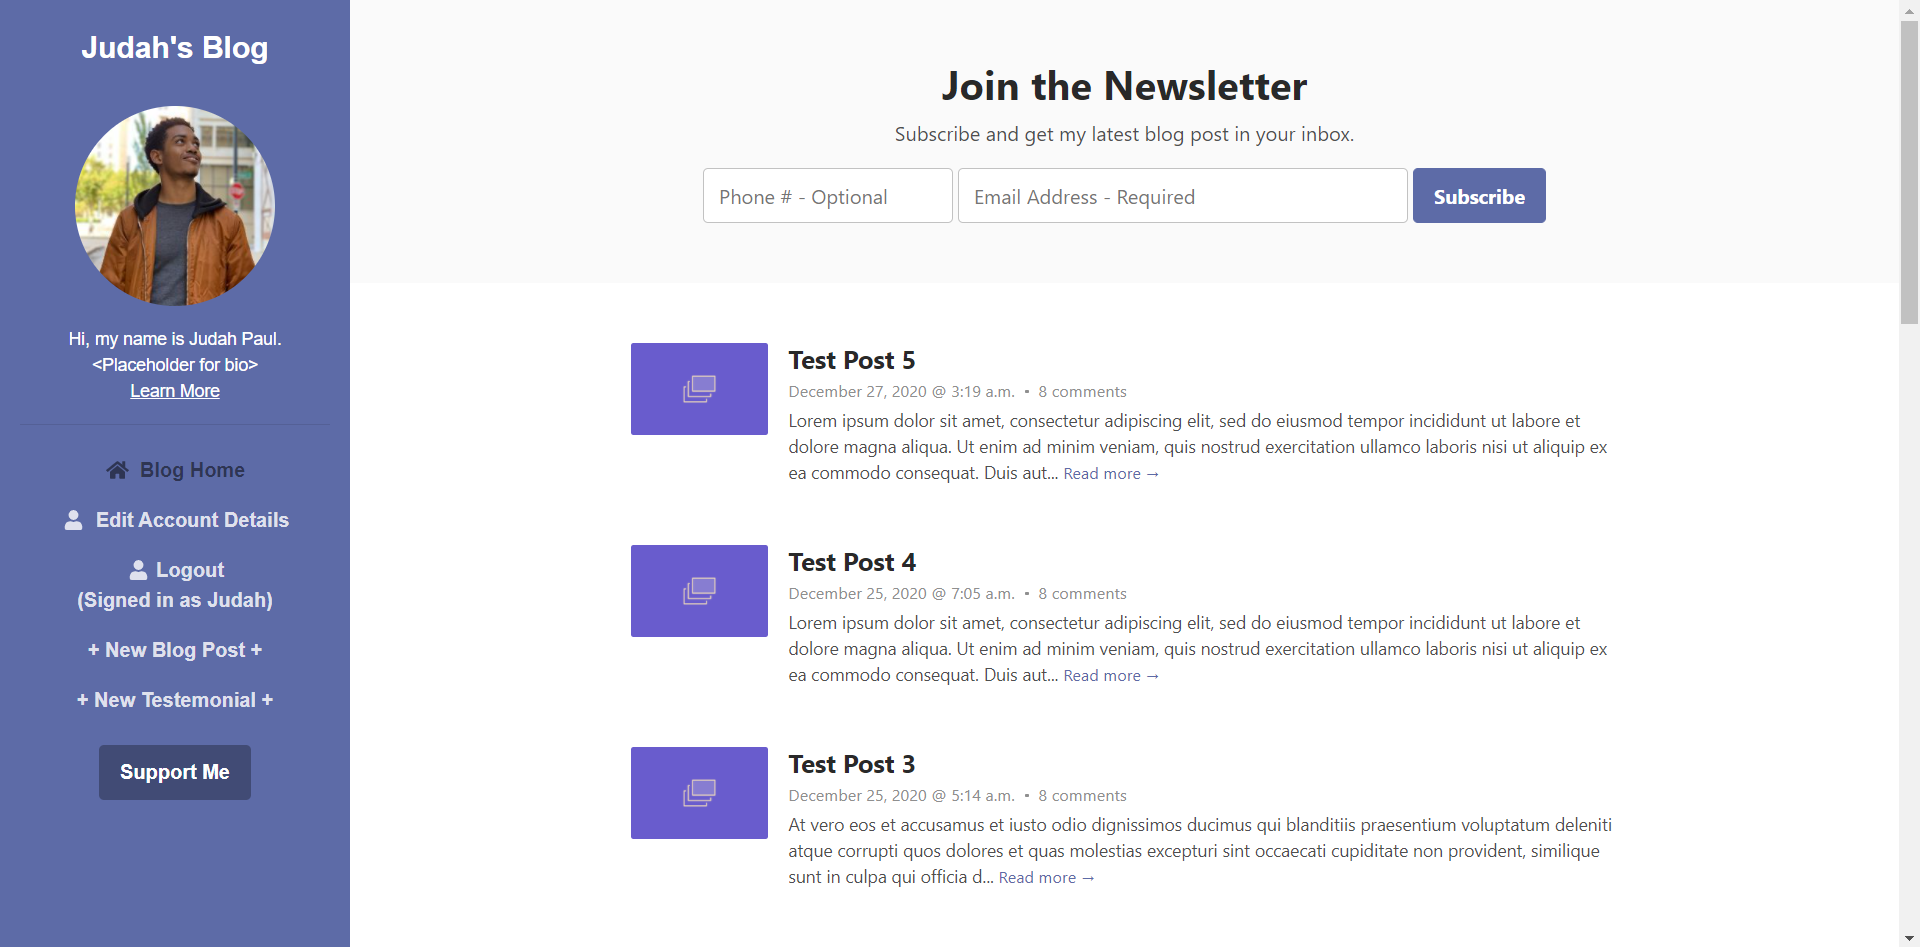 Judah's Blog
Hi, my name is Judah Paul.
<Placeholder for bio>
Learn More
Blog Home
Edit Account Details
Logout
(Signed in as Judah)
+ New Blog Post +
+ New Testemonial +
Support Me
Join the Newsletter
Subscribe and get my latest blog post in your inbox.
Phone # - Optional
Email Address - Required
Subscribe
Test Post 5
December 27, 2020 @ 3:19 a.m. • 8 comments
Lorem ipsum dolor sit amet, consectetur adipiscing elit, sed do eiusmod tempor incididunt ut labore et
dolore magna aliqua. Ut enim ad minim veniam, quis nostrud exercitation ullamco laboris nisi ut aliquip ex
ea commodo consequat. Duis aut... Read more →
Test Post 4
December 25, 2020 @ 7:05 a.m. • 8 comments
Lorem ipsum dolor sit amet, consectetur adipiscing elit, sed do eiusmod tempor incididunt ut labore et
dolore magna aliqua. Ut enim ad minim veniam, quis nostrud exercitation ullamco laboris nisi ut aliquip ex
ea commodo consequat. Duis aut... Read more →
Test Post 3
December 25, 2020 @ 5:14 a.m. • 8 comments
At vero eos et accusamus et iusto odio dignissimos ducimus qui blanditiis praesentium voluptatum deleniti
atque corrupti quos dolores et quas molestias excepturi sint occaecati cupiditate non provident, similique
sunt in culpa qui officia d... Read more →